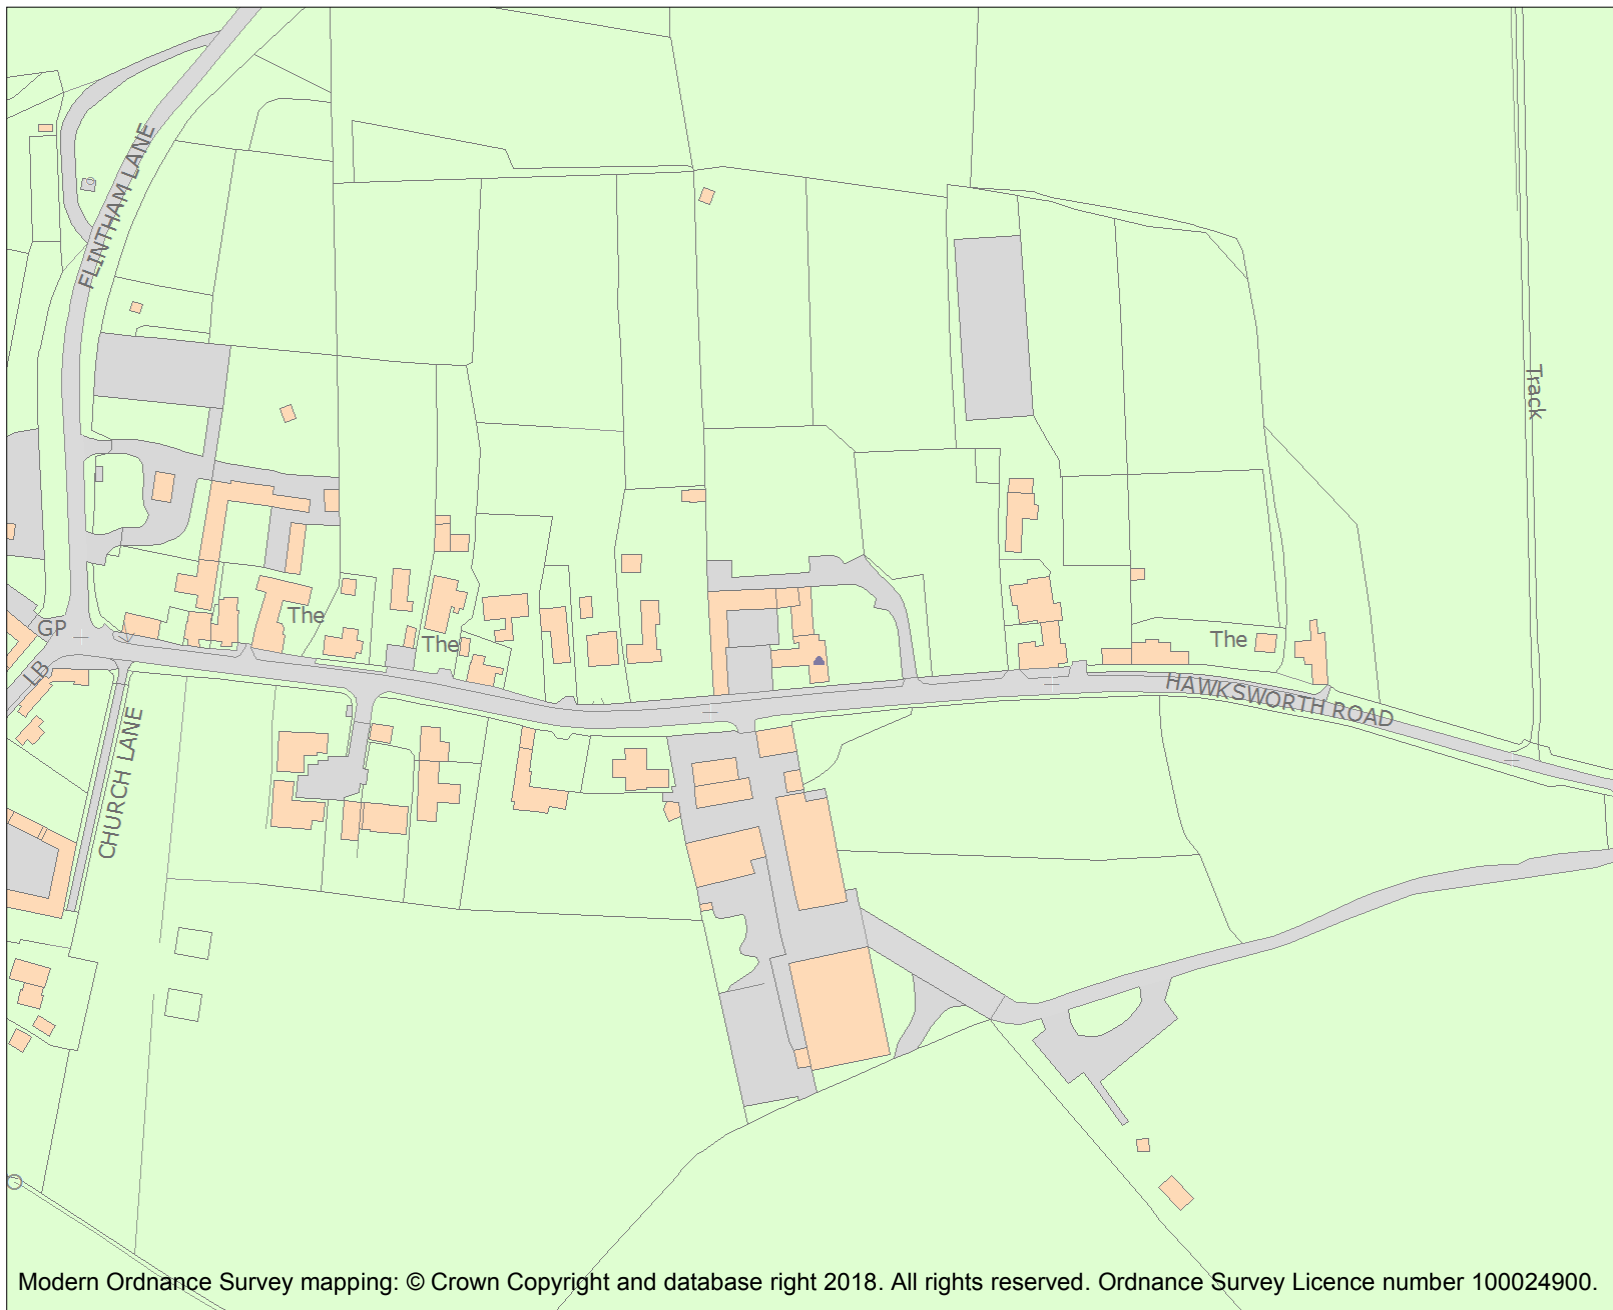 FLINTHAM LANE
Track
GP
The
The
The
LB
HAWKSWORTH ROAD
CHURCH LANE
Modern Ordnance Survey mapping: © Crown Copyright and database right 2018. All rights reserved. Ordnance Survey Licence number 100024900.